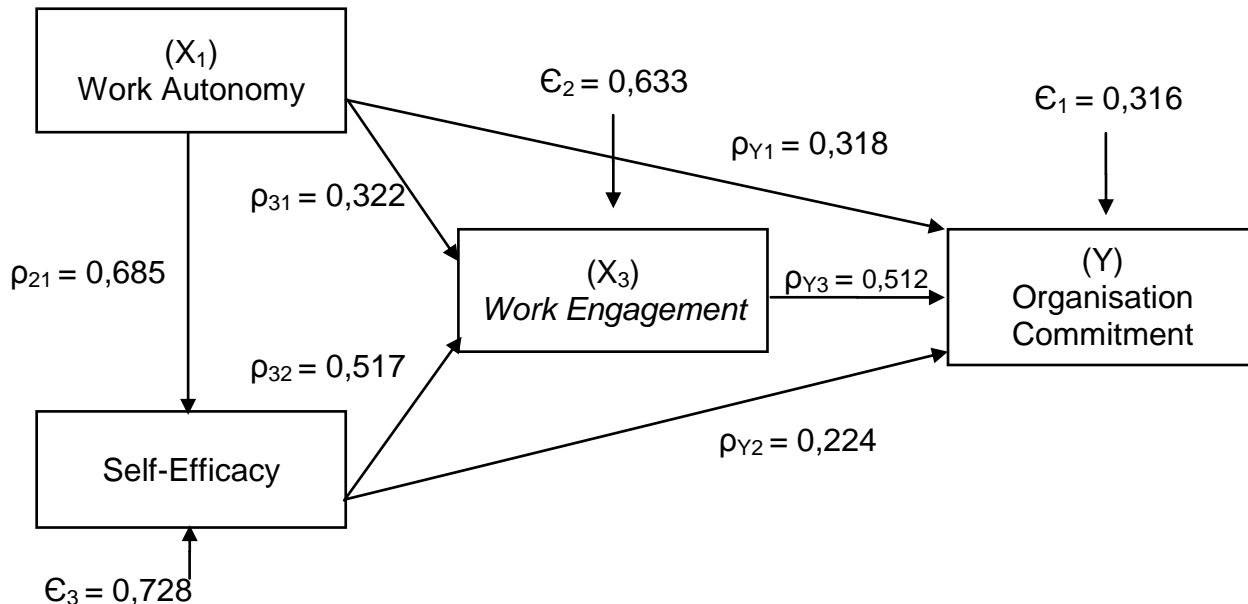 (X₁)
Work Autonomy
Є₂ = 0,633
Є₁ = 0,316
ρY₁ = 0,318
ρ₃₁ = 0,322
ρ₂₁ = 0,685
(X₃)
Work Engagement
ρY₃ = 0,512
(Y)
Organisation
Commitment
ρ₃₂ = 0,517
ρY₂ = 0,224
Self-Efficacy
Є₃ = 0,728